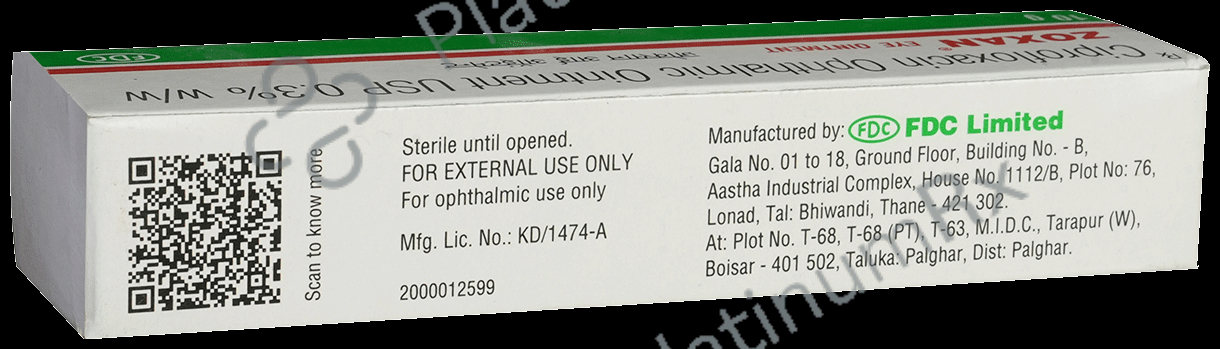 10 g
ZOXAN® EYE OINTMENT
Ciprofloxacin Ophthalmic Ointment USP 0.3% w/w
FDC
Scan to know more
Sterile until opened.
FOR EXTERNAL USE ONLY
For ophthalmic use only
Mfg. Lic. No.: KD/1474-A
2000012599
Manufactured by: FDC FDC Limited
Gala No. 01 to 18, Ground Floor, Building No. - B,
Aastha Industrial Complex, House No. 1112/B, Plot No: 76,
Lonad, Tal: Bhiwandi, Thane - 421 302.
At: Plot No. T-68, T-68 (PT), T-63, M.I.D.C., Tarapur (W),
Boisar - 401 502, Taluka: Palghar, Dist: Palghar.
PlatinumRx